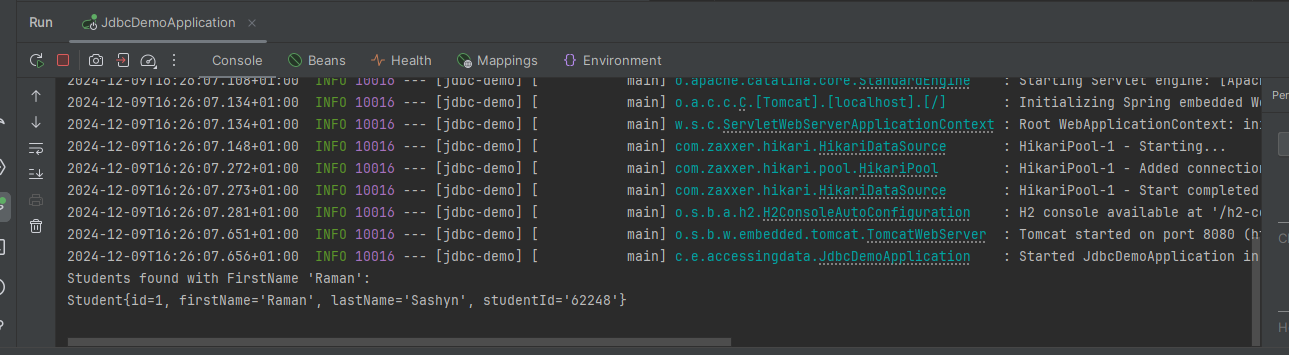 Run JdbcDemoApplication
Console Beans Health Mappings Environment
2024-12-09T16:26:07.108+01:00 INFO 10016 --- [jdbc-demo] [ main] o.apache.catalina.core.StandardEngine : Starting Servlet engine: [Apac
2024-12-09T16:26:07.134+01:00 INFO 10016 --- [jdbc-demo] [ main] o.a.c.c.C.[Tomcat].[localhost].[/] : Initializing Spring embedded We
2024-12-09T16:26:07.134+01:00 INFO 10016 --- [jdbc-demo] [ main] w.s.c.ServletWebServerApplicationContext : Root WebApplicationContext: ini
2024-12-09T16:26:07.148+01:00 INFO 10016 --- [jdbc-demo] [ main] com.zaxxer.hikari.HikariDataSource : HikariPool-1 - Starting...
2024-12-09T16:26:07.272+01:00 INFO 10016 --- [jdbc-demo] [ main] com.zaxxer.hikari.pool.HikariPool : HikariPool-1 - Added connection
2024-12-09T16:26:07.273+01:00 INFO 10016 --- [jdbc-demo] [ main] com.zaxxer.hikari.HikariDataSource : HikariPool-1 - Start completed
2024-12-09T16:26:07.281+01:00 INFO 10016 --- [jdbc-demo] [ main] o.s.b.a.h2.H2ConsoleAutoConfiguration : H2 console available at '/h2-co
2024-12-09T16:26:07.651+01:00 INFO 10016 --- [jdbc-demo] [ main] o.s.b.w.embedded.tomcat.TomcatWebServer : Tomcat started on port 8080 (h
2024-12-09T16:26:07.656+01:00 INFO 10016 --- [jdbc-demo] [ main] c.e.accessingdata.JdbcDemoApplication : Started JdbcDemoApplication in
Students found with FirstName 'Raman':
Student{id=1, firstName='Raman', lastName='Sashyn', studentId='62248'}
Per